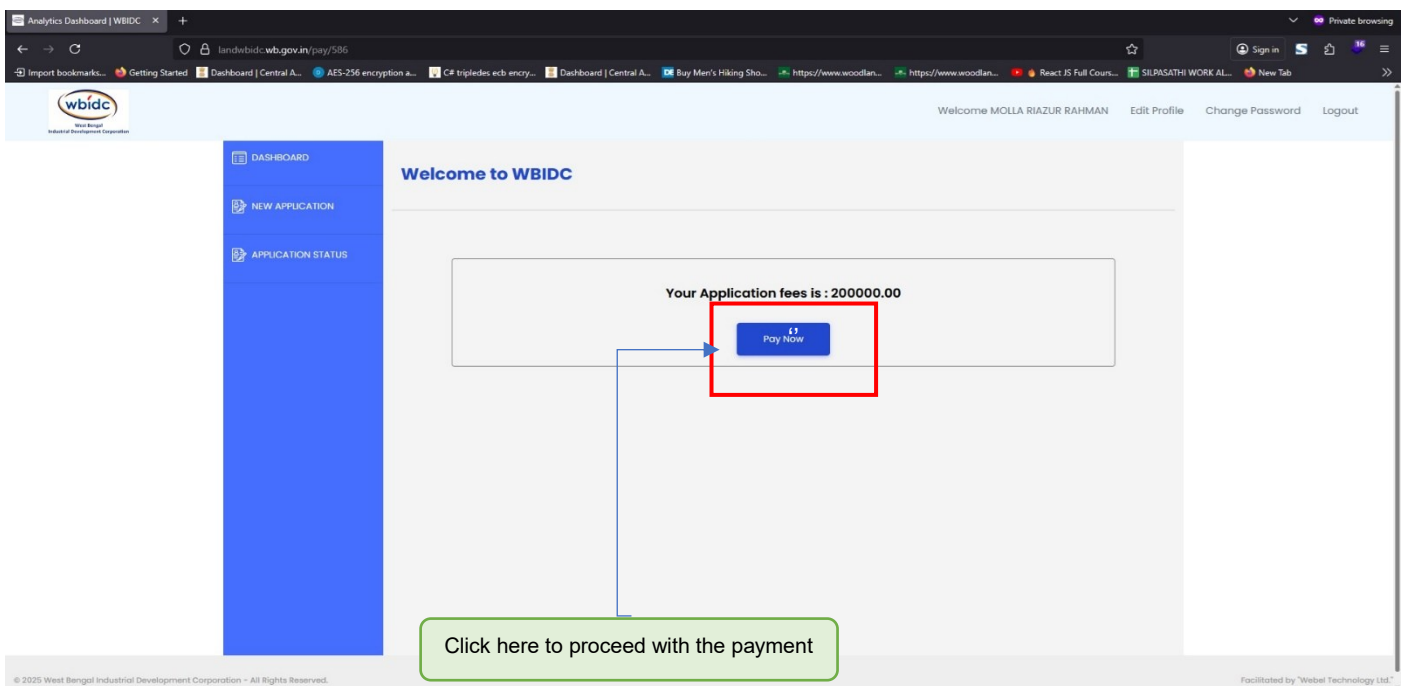 Analytics Dashboard | WBIDC
Private browsing
landwbidc.wb.gov.in/pay/586
Sign in
16
Import bookmarks... Getting Started Dashboard | Central A... AES-256 encryption a... C# tripledes ecb encry... Dashboard | Central A... Buy Men's Hiking Sho... https://www.woodlan... https://www.woodlan... React JS Full Cours... SILPASATHI WORK AL... New Tab
wbidc
West Bengal
Industrial Development Corporation
Welcome MOLLA RIAZUR RAHMAN Edit Profile Change Password Logout
DASHBOARD
NEW APPLICATION
APPLICATION STATUS
Welcome to WBIDC
Your Application fees is : 200000.00
Pay Now
Click here to proceed with the payment
© 2025 West Bengal Industrial Development Corporation - All Rights Reserved.
Facilitated by "Webel Technology Ltd."